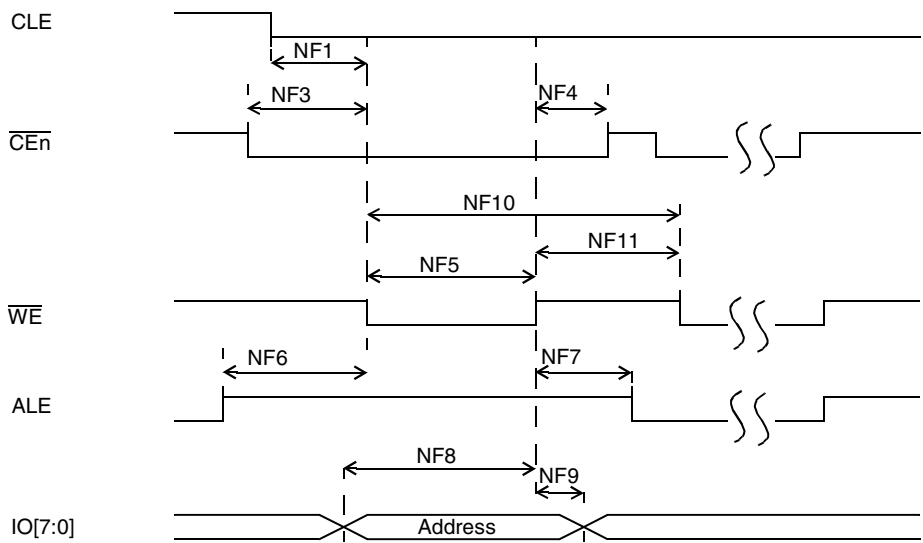 CLE
NF1
NF3
NF4
CEn
NF10
NF11
NF5
WE
NF6
NF7
ALE
NF8
NF9
IO[7:0]
Address